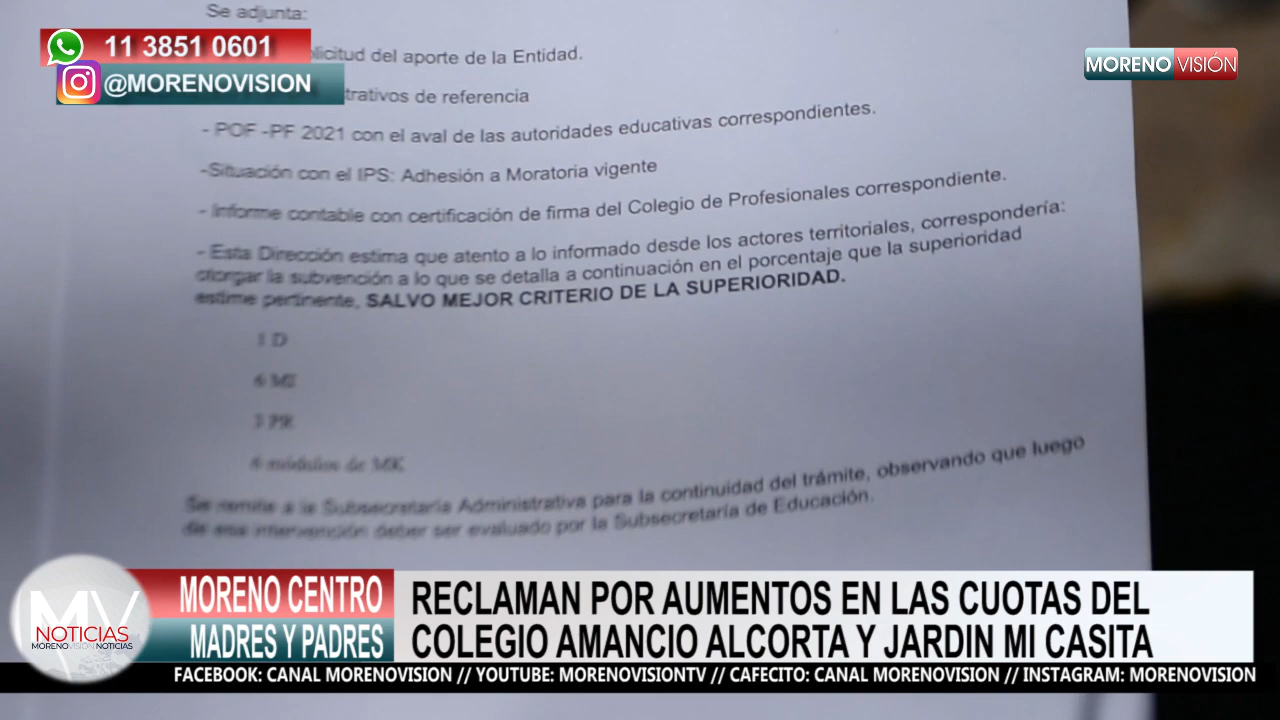 Se adjunta:
11 3851 0601
licitud del aporte de la Entidad.
@MORENOVISION
trativos de referencia
MORENO VISIÓN
- POF -PF 2021 con el aval de las autoridades educativas correspondientes.
-Situación con el IPS: Adhesión a Moratoria vigente
- Informe contable con certificación de firma del Colegio de Profesionales correspondiente.
- Esta Dirección estima que atento a lo informado desde los actores territoriales, correspondería:
otorgar la subvención a lo que se detalla a continuación en el porcentaje que la superioridad
estime pertinente, SALVO MEJOR CRITERIO DE LA SUPERIORIDAD.
1 D
6 MI
3 PR
6 módulos de MK
Se remite a la Subsecretaría Administrativa para la continuidad del trámite, observando que luego
de esa intervención deber ser evaluado por la Subsecretaría de Educación.
MV
NOTICIAS
MORENOVISIÓN NOTICIAS
MORENO CENTRO
MADRES Y PADRES
RECLAMAN POR AUMENTOS EN LAS CUOTAS DEL
COLEGIO AMANCIO ALCORTA Y JARDIN MI CASITA
FACEBOOK: CANAL MORENOVISION // YOUTUBE: MORENOVISIONTV // CAFECITO: CANAL MORENOVISION // INSTAGRAM: MORENOVISION